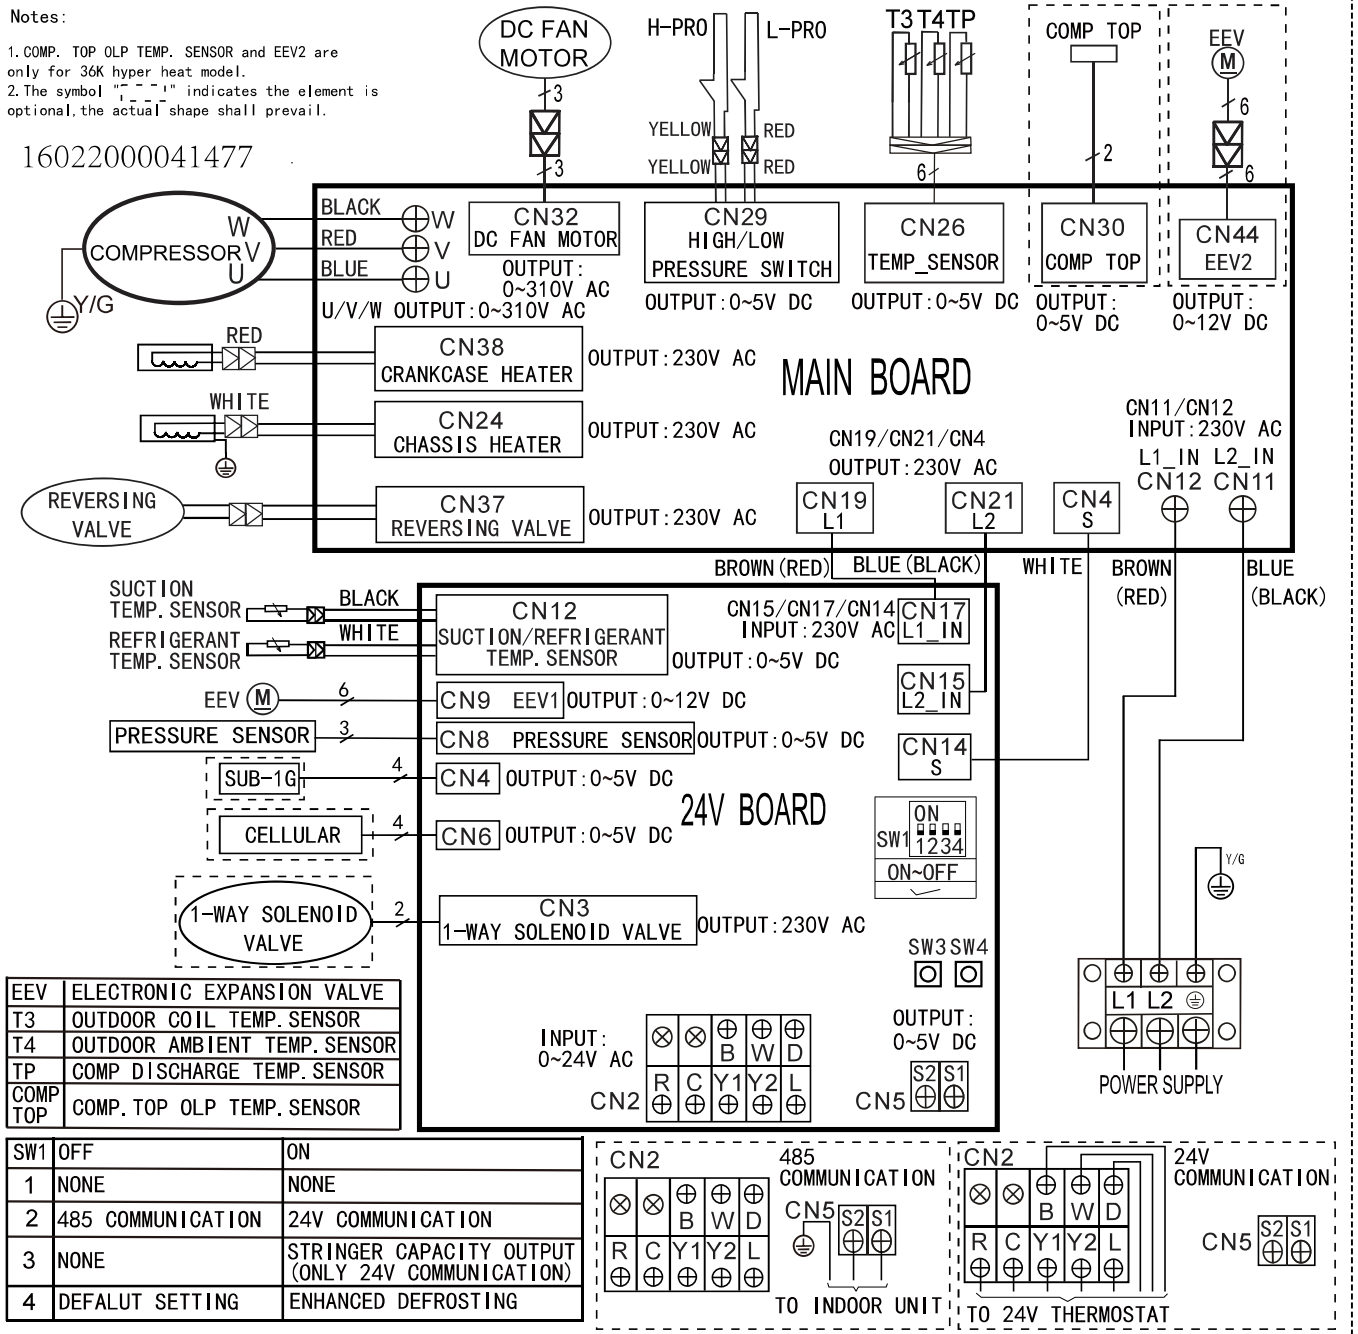 Notes:
1. COMP. TOP OLP TEMP. SENSOR and EEV2 are
only for 36K hyper heat model.
2. The symbol "[ ]" indicates the element is
optional, the actual shape shall prevail.
16022000041477
DC FAN
MOTOR
3
3
H-PRO
L-PRO
YELLOW
RED
YELLOW
RED
T3 T4 TP
6
COMP TOP
2
EEV
M
6
6
COMPRESSOR
W
V
U
Y/G
BLACK
RED
BLUE
W
V
U
CN32
DC FAN MOTOR
OUTPUT:
0~310V AC
U/V/W OUTPUT:0~310V AC
CN29
HIGH/LOW
PRESSURE SWITCH
OUTPUT:0~5V DC
CN26
TEMP_SENSOR
OUTPUT:0~5V DC
CN30
COMP TOP
OUTPUT:
0~5V DC
CN44
EEV2
OUTPUT:
0~12V DC
RED
CN38
CRANKCASE HEATER
OUTPUT:230V AC
MAIN BOARD
WHITE
CN24
CHASSIS HEATER
OUTPUT:230V AC
REVERSING
VALVE
CN37
REVERSING VALVE
OUTPUT:230V AC
CN19/CN21/CN4
OUTPUT:230V AC
CN19
L1
CN21
L2
CN4
S
CN11/CN12
INPUT:230V AC
L1_IN L2_IN
CN12 CN11
BROWN(RED)
BLUE(BLACK)
WHITE
BROWN
(RED)
BLUE
(BLACK)
SUCTION
TEMP. SENSOR
BLACK
REFRIGERANT
TEMP. SENSOR
WHITE
CN12
SUCTION/REFRIGERANT
TEMP. SENSOR
OUTPUT:0~5V DC
CN15/CN17/CN14
INPUT:230V AC
CN17
L1_IN
CN15
L2_IN
CN14
S
EEV
M
6
CN9 EEV1
OUTPUT:0~12V DC
PRESSURE SENSOR
3
CN8 PRESSURE SENSOR
OUTPUT:0~5V DC
SUB-1G
4
CN4
OUTPUT:0~5V DC
CELLULAR
4
CN6
OUTPUT:0~5V DC
24V BOARD
SW1
ON
1234
ON~OFF
1-WAY SOLENOID
VALVE
2
CN3
1-WAY SOLENOID VALVE
OUTPUT:230V AC
SW3 SW4
Y/G
L1 L2
POWER SUPPLY
INPUT:
0~24V AC
CN2
B W D
R C Y1 Y2 L
OUTPUT:
0~5V DC
CN5
S2 S1
EEV ELECTRONIC EXPANSION VALVE
T3 OUTDOOR COIL TEMP. SENSOR
T4 OUTDOOR AMBIENT TEMP. SENSOR
TP COMP DISCHARGE TEMP. SENSOR
COMP
TOP COMP. TOP OLP TEMP. SENSOR
SW1 OFF ON
1 NONE NONE
2 485 COMMUNICATION 24V COMMUNICATION
3 NONE STRINGER CAPACITY OUTPUT
(ONLY 24V COMMUNICATION)
4 DEFALUT SETTING ENHANCED DEFROSTING
CN2
B W D
R C Y1 Y2 L
485
COMMUNICATION
CN5
S2 S1
TO INDOOR UNIT
CN2
B W D
R C Y1 Y2 L
24V
COMMUNICATION
CN5
S2 S1
TO 24V THERMOSTAT